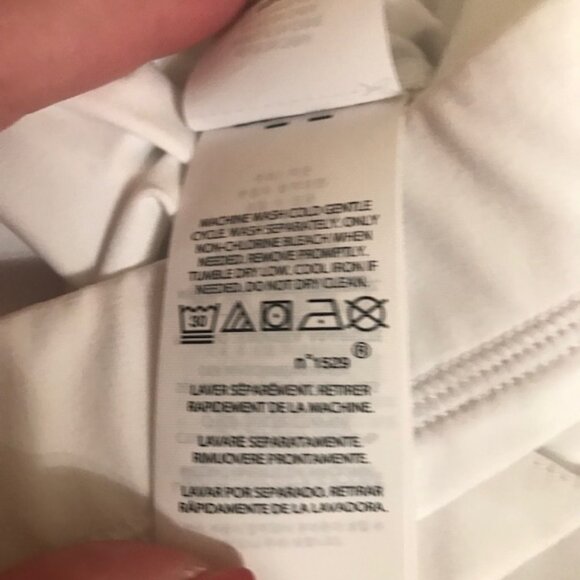 MACHINE WASH COLD GENTLE
CYCLE. WASH SEPARATELY. ONLY
NON-CHLORINE BLEACH WHEN
NEEDED. REMOVE PROMPTLY.
TUMBLE DRY LOW. COOL IRON IF
NEEDED. DO NOT DRY CLEAN.
30
n°1529 ®
LAVER SÉPARÉMENT. RETIRER
RAPIDEMENT DE LA MACHINE.
LAVARE SEPARATAMENTE.
RIMUOVERE PRONTAMENTE.
LAVAR POR SEPARADO. RETIRAR
RÁPIDAMENTE DE LA LAVADORA.